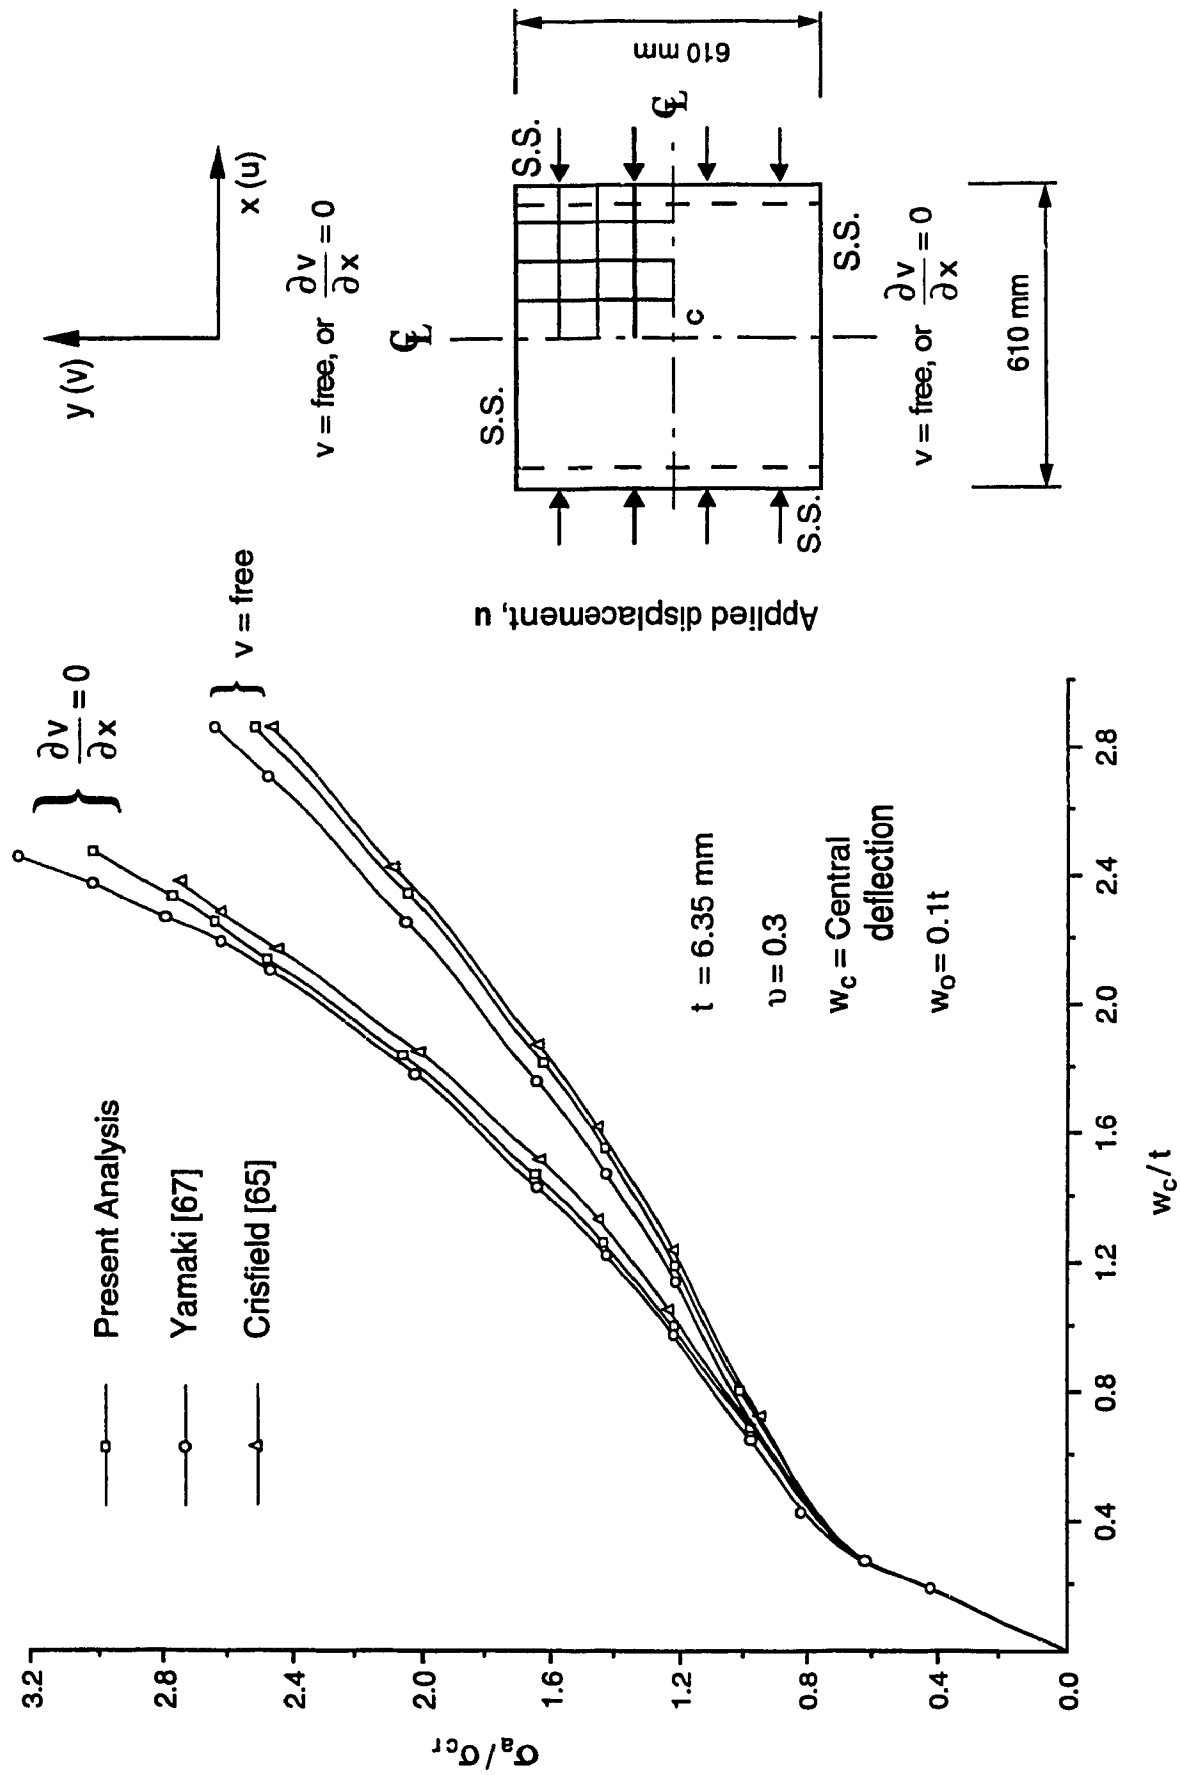 y (v)
x (u)
v = free, or ∂v/∂x = 0
℄
S.S.
S.S.
610 mm
℄
c
S.S.
S.S.
v = free, or ∂v/∂x = 0
610 mm
Applied displacement, u
∂v/∂x = 0
v = free
Present Analysis
Yamaki [67]
Crisfield [65]
t = 6.35 mm
υ = 0.3
wc = Central
deflection
wo = 0.1t
σa/σcr
3.2
2.8
2.4
2.0
1.6
1.2
0.8
0.4
0.0
0.4
0.8
1.2
1.6
2.0
2.4
2.8
wc/t